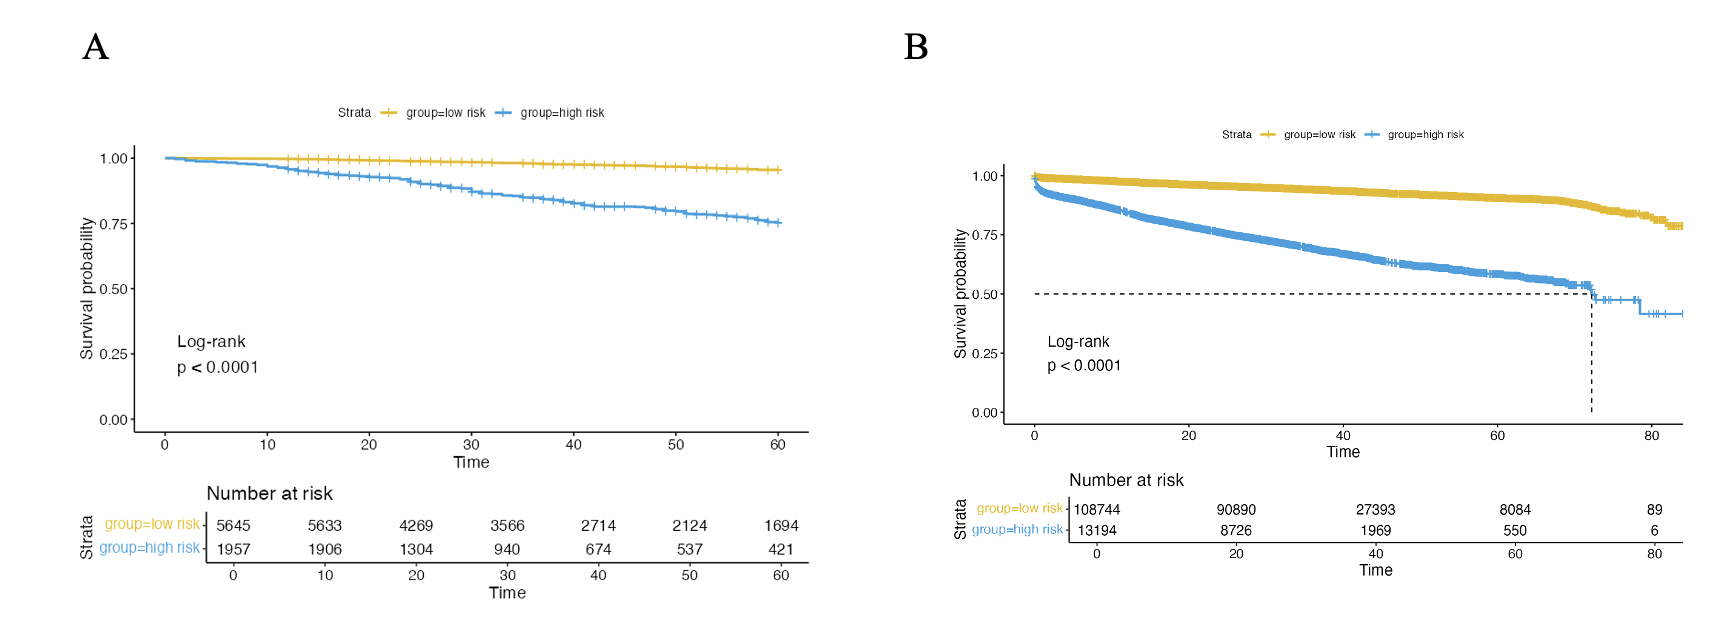 A
Strata group=low risk group=high risk
Survival probability
1.00
0.75
0.50
0.25
0.00
Log-rank
p < 0.0001
0 10 20 30 40 50 60
Time
Number at risk
Strata
group=low risk 5645 5633 4269 3566 2714 2124 1694
group=high risk 1957 1906 1304 940 674 537 421
0 10 20 30 40 50 60
Time
B
Strata group=low risk group=high risk
Survival probability
1.00
0.75
0.50
0.25
0.00
Log-rank
p < 0.0001
0 20 40 60 80
Time
Number at risk
Strata
group=low risk 108744 90890 27393 8084 89
group=high risk 13194 8726 1969 550 6
0 20 40 60 80
Time